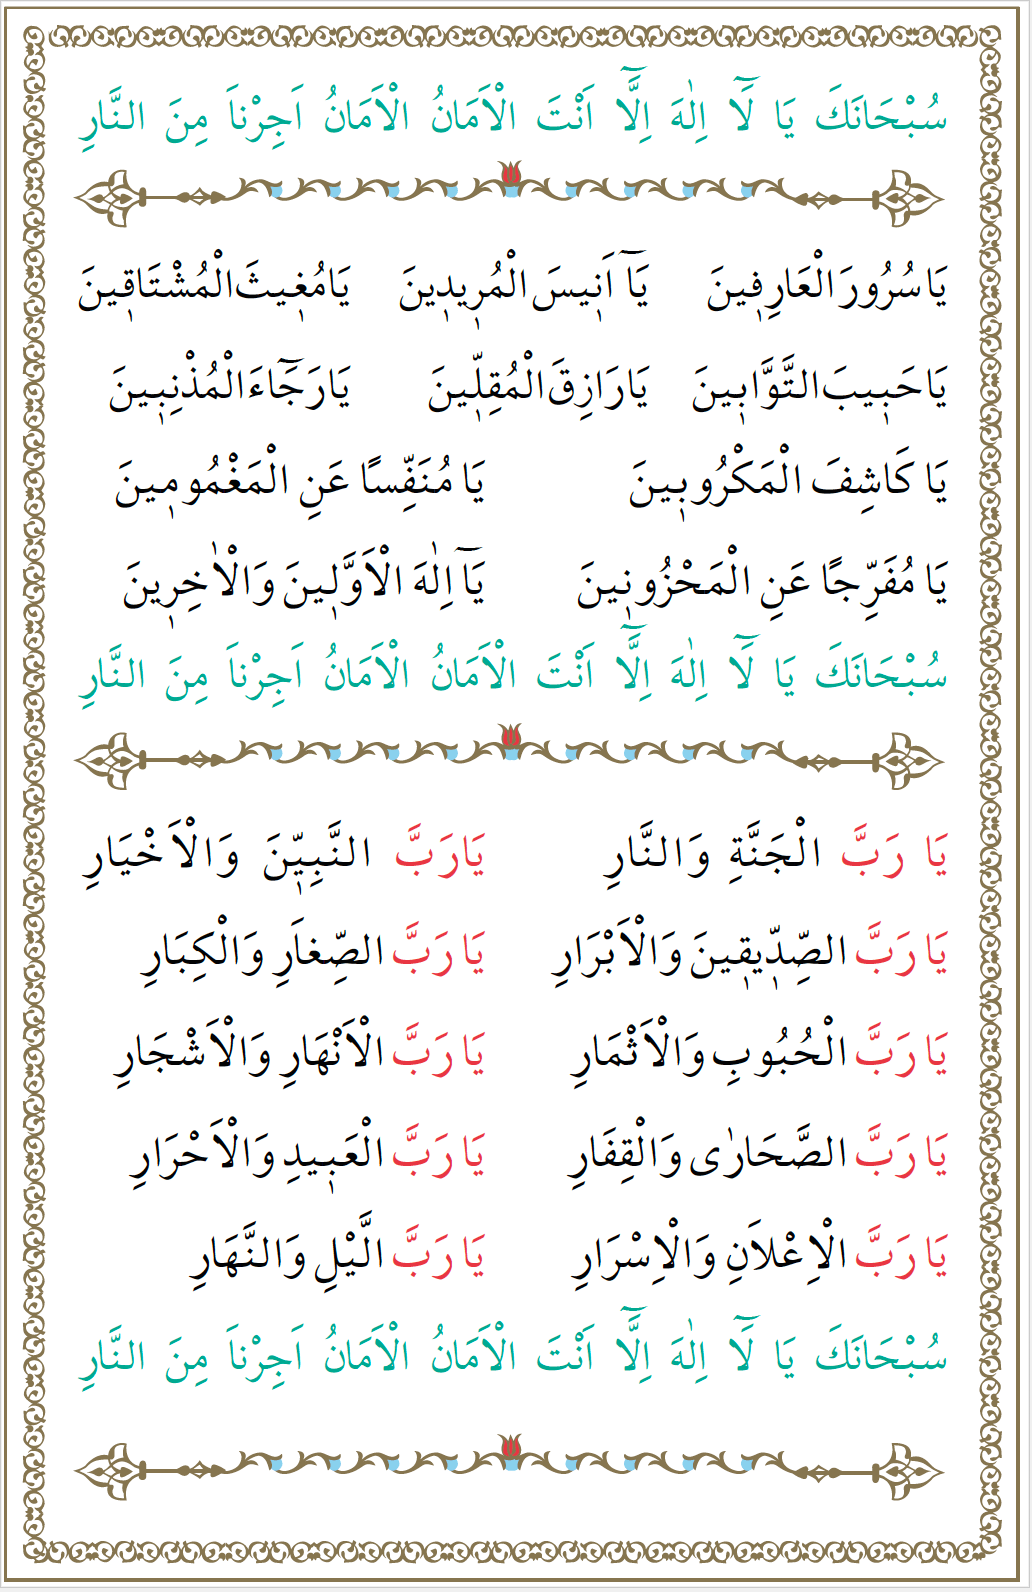 سُبْحَانَكَ يَا لَٓا اِلٰهَ اِلَّٓا اَنْتَ الْاَمَانُ الْاَمَانُ اَجِرْنَا مِنَ النَّارِ
يَا سُرُورَ الْعَارِفِينَ يَٓا اَنِيسَ الْمُرِيدِينَ يَا مُغِيثَ الْمُشْتَاقِينَ
يَا حَبِيبَ التَّوَّابِينَ يَا رَازِقَ الْمُقِلِّينَ يَا رَجَٓاءَ الْمُذْنِبِينَ
يَا كَاشِفَ الْمَكْرُوبِينَ يَا مُنَفِّسًا عَنِ الْمَغْمُومِينَ
يَا مُفَرِّجًا عَنِ الْمَحْزُونِينَ يَٓا اِلٰهَ الْاَوَّلِينَ وَالْاٰخِرِينَ
سُبْحَانَكَ يَا لَٓا اِلٰهَ اِلَّٓا اَنْتَ الْاَمَانُ الْاَمَانُ اَجِرْنَا مِنَ النَّارِ
يَا رَبَّ الْجَنَّةِ وَالنَّارِ يَا رَبَّ النَّبِيِّنَ وَالْاَخْيَارِ
يَا رَبَّ الصِّدِّيقِينَ وَالْاَبْرَارِ يَا رَبَّ الصِّغَارِ وَالْكِبَارِ
يَا رَبَّ الْحُبُوبِ وَالْاَثْمَارِ يَا رَبَّ الْاَنْهَارِ وَالْاَشْجَارِ
يَا رَبَّ الصَّحَارٰى وَالْقِفَارِ يَا رَبَّ الْعَبِيدِ وَالْاَحْرَارِ
يَا رَبَّ الْاِعْلَانِ وَالْاِسْرَارِ يَا رَبَّ الَّيْلِ وَالنَّهَارِ
سُبْحَانَكَ يَا لَٓا اِلٰهَ اِلَّٓا اَنْتَ الْاَمَانُ الْاَمَانُ اَجِرْنَا مِنَ النَّارِ